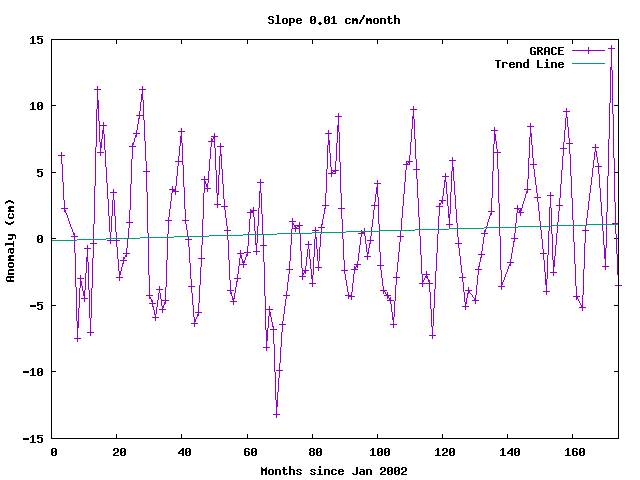 Slope 0.01 cm/month
GRACE
Trend Line
15
10
5
0
-5
-10
-15
Anomaly (cm)
0 20 40 60 80 100 120 140 160
Months since Jan 2002